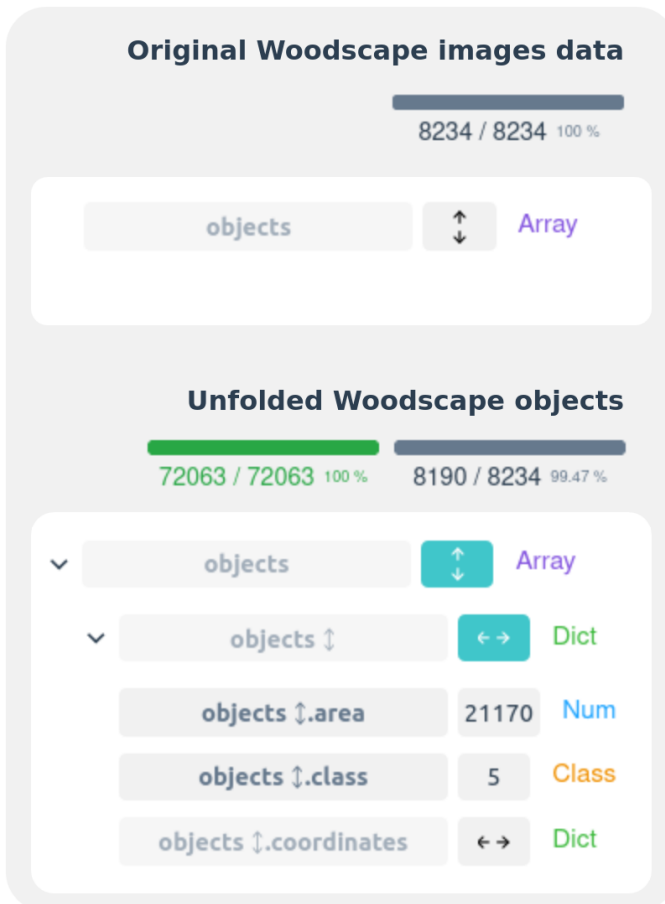 Original Woodscape images data
8234 / 8234 100 %
objects ↑↓ Array
Unfolded Woodscape objects
72063 / 72063 100 % 8190 / 8234 99.47 %
objects ↑↓ Array
objects ↕ ←→ Dict
objects ↕.area 21170 Num
objects ↕.class 5 Class
objects ↕.coordinates ←→ Dict